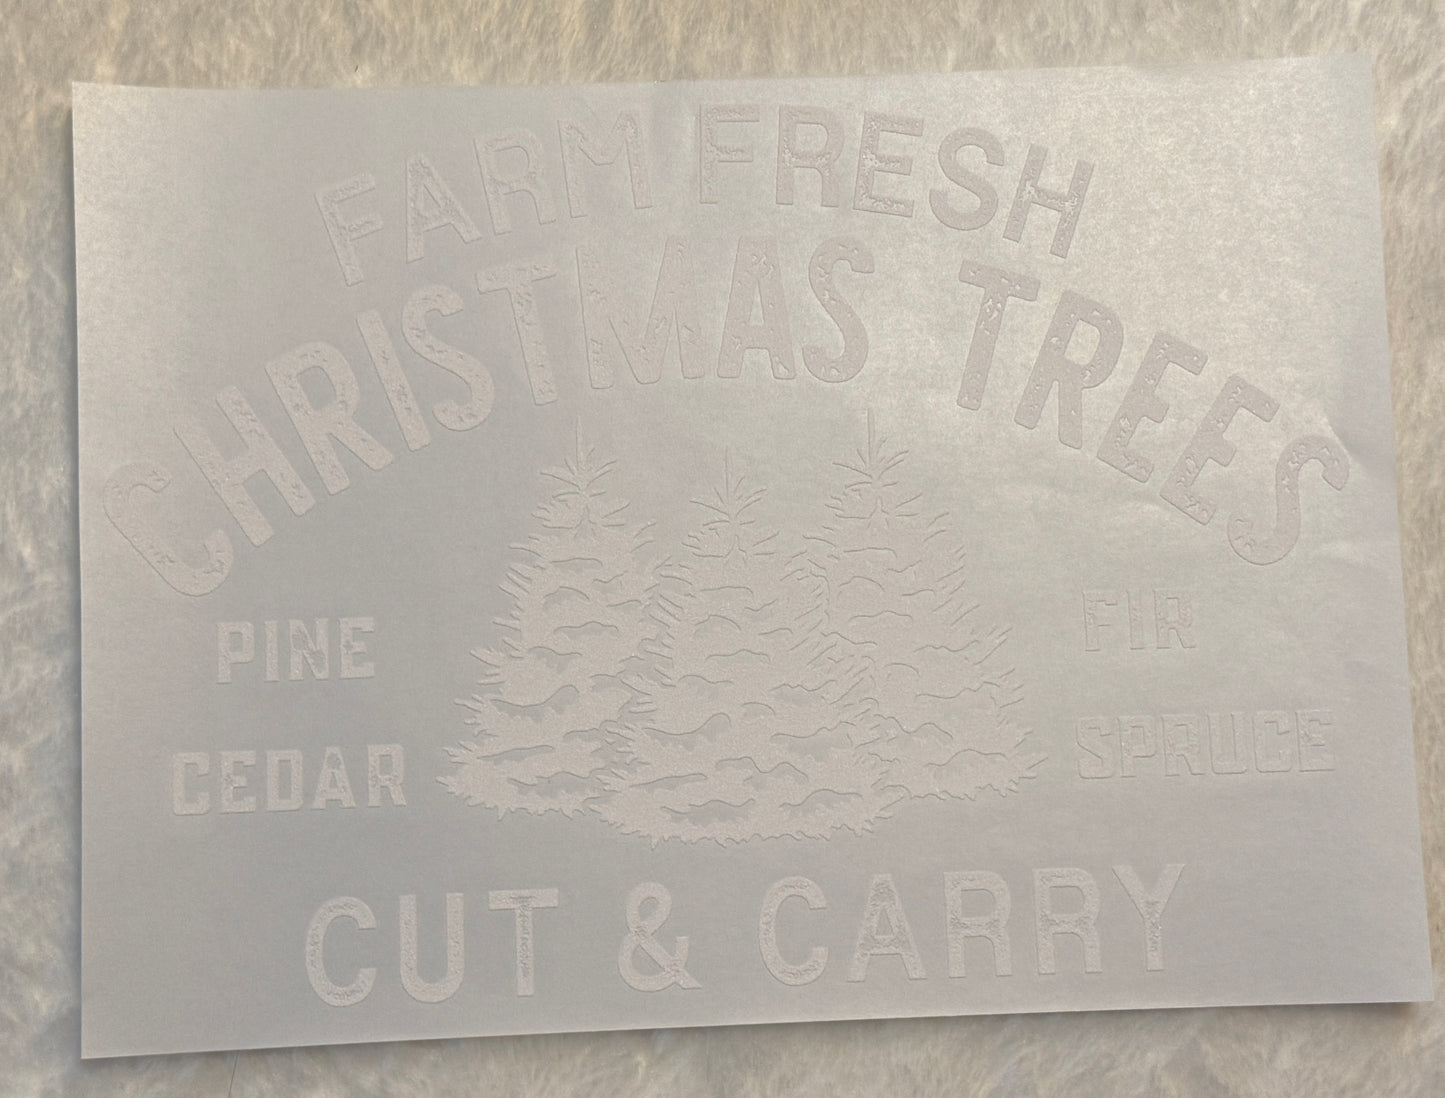 FARM FRESH
CHRISTMAS TREES
PINE
FIR
CEDAR
SPRUCE
CUT & CARRY